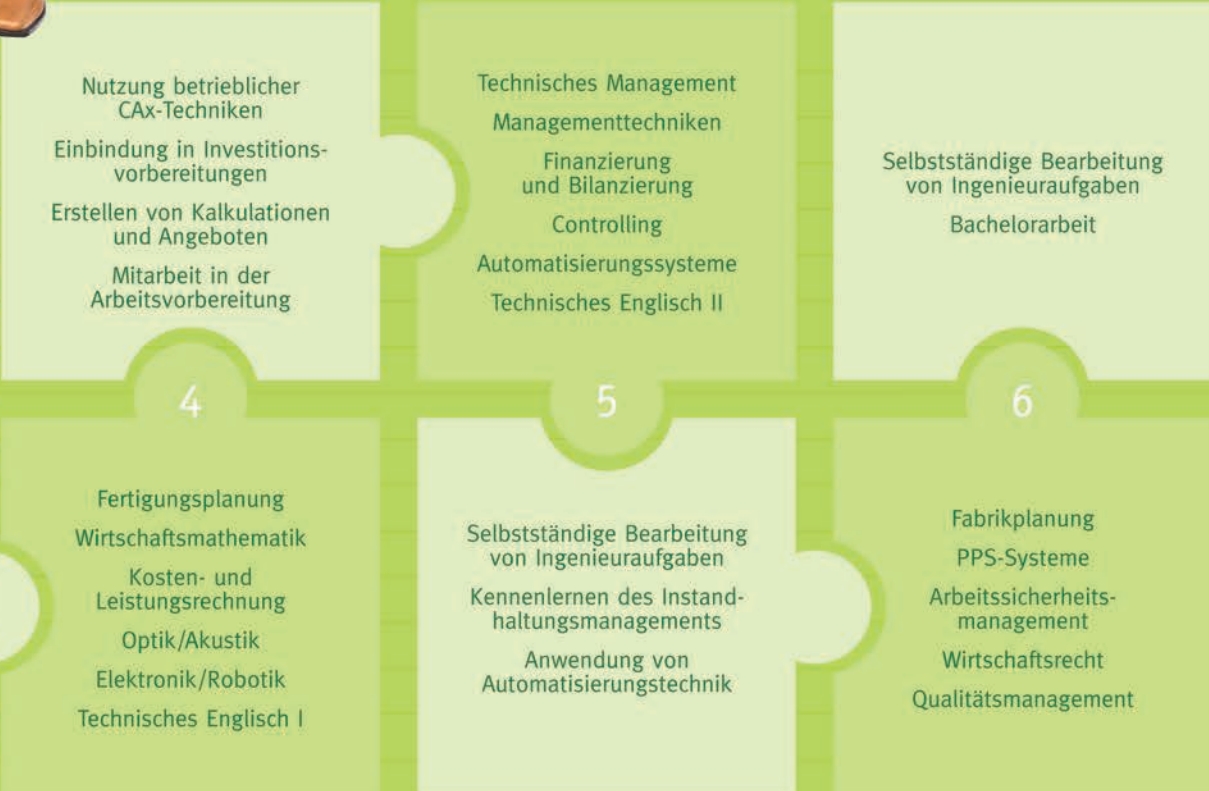 Nutzung betrieblicher
CAx-Techniken
Einbindung in Investitions-
vorbereitungen
Erstellen von Kalkulationen
und Angeboten
Mitarbeit in der
Arbeitsvorbereitung
4
Fertigungsplanung
Wirtschaftsmathematik
Kosten- und
Leistungsrechnung
Optik/Akustik
Elektronik/Robotik
Technisches Englisch I
Technisches Management
Managementtechniken
Finanzierung
und Bilanzierung
Controlling
Automatisierungssysteme
Technisches Englisch II
5
Selbstständige Bearbeitung
von Ingenieuraufgaben
Kennenlernen des Instand-
haltungsmanagements
Anwendung von
Automatisierungstechnik
Selbstständige Bearbeitung
von Ingenieuraufgaben
Bachelorarbeit
6
Fabrikplanung
PPS-Systeme
Arbeitssicherheits-
management
Wirtschaftsrecht
Qualitätsmanagement